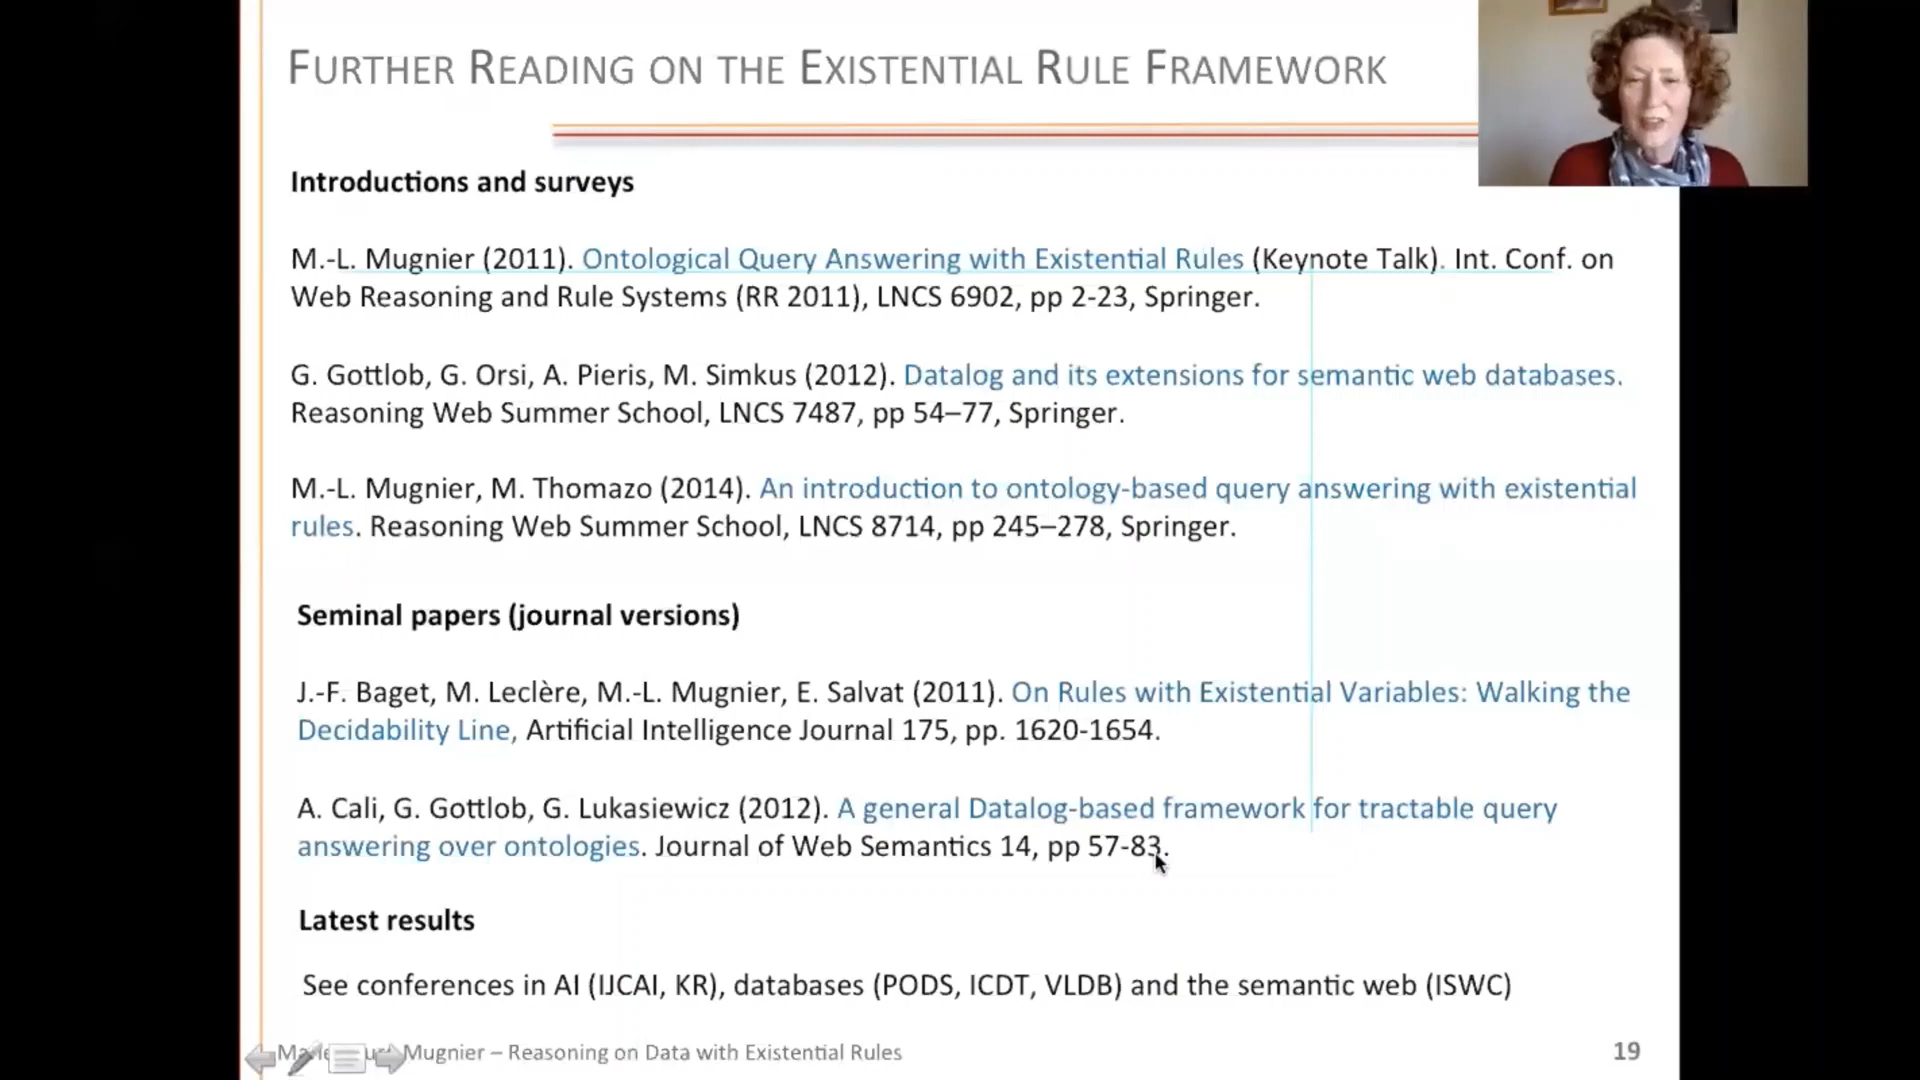 FURTHER READING ON THE EXISTENTIAL RULE FRAMEWORK
Introductions and surveys
M.-L. Mugnier (2011). Ontological Query Answering with Existential Rules (Keynote Talk). Int. Conf. on
Web Reasoning and Rule Systems (RR 2011), LNCS 6902, pp 2-23, Springer.
G. Gottlob, G. Orsi, A. Pieris, M. Simkus (2012). Datalog and its extensions for semantic web databases.
Reasoning Web Summer School, LNCS 7487, pp 54–77, Springer.
M.-L. Mugnier, M. Thomazo (2014). An introduction to ontology-based query answering with existential
rules. Reasoning Web Summer School, LNCS 8714, pp 245–278, Springer.
Seminal papers (journal versions)
J.-F. Baget, M. Leclère, M.-L. Mugnier, E. Salvat (2011). On Rules with Existential Variables: Walking the
Decidability Line, Artificial Intelligence Journal 175, pp. 1620-1654.
A. Cali, G. Gottlob, G. Lukasiewicz (2012). A general Datalog-based framework for tractable query
answering over ontologies. Journal of Web Semantics 14, pp 57-83.
Latest results
See conferences in AI (IJCAI, KR), databases (PODS, ICDT, VLDB) and the semantic web (ISWC)
Mugnier – Reasoning on Data with Existential Rules
19